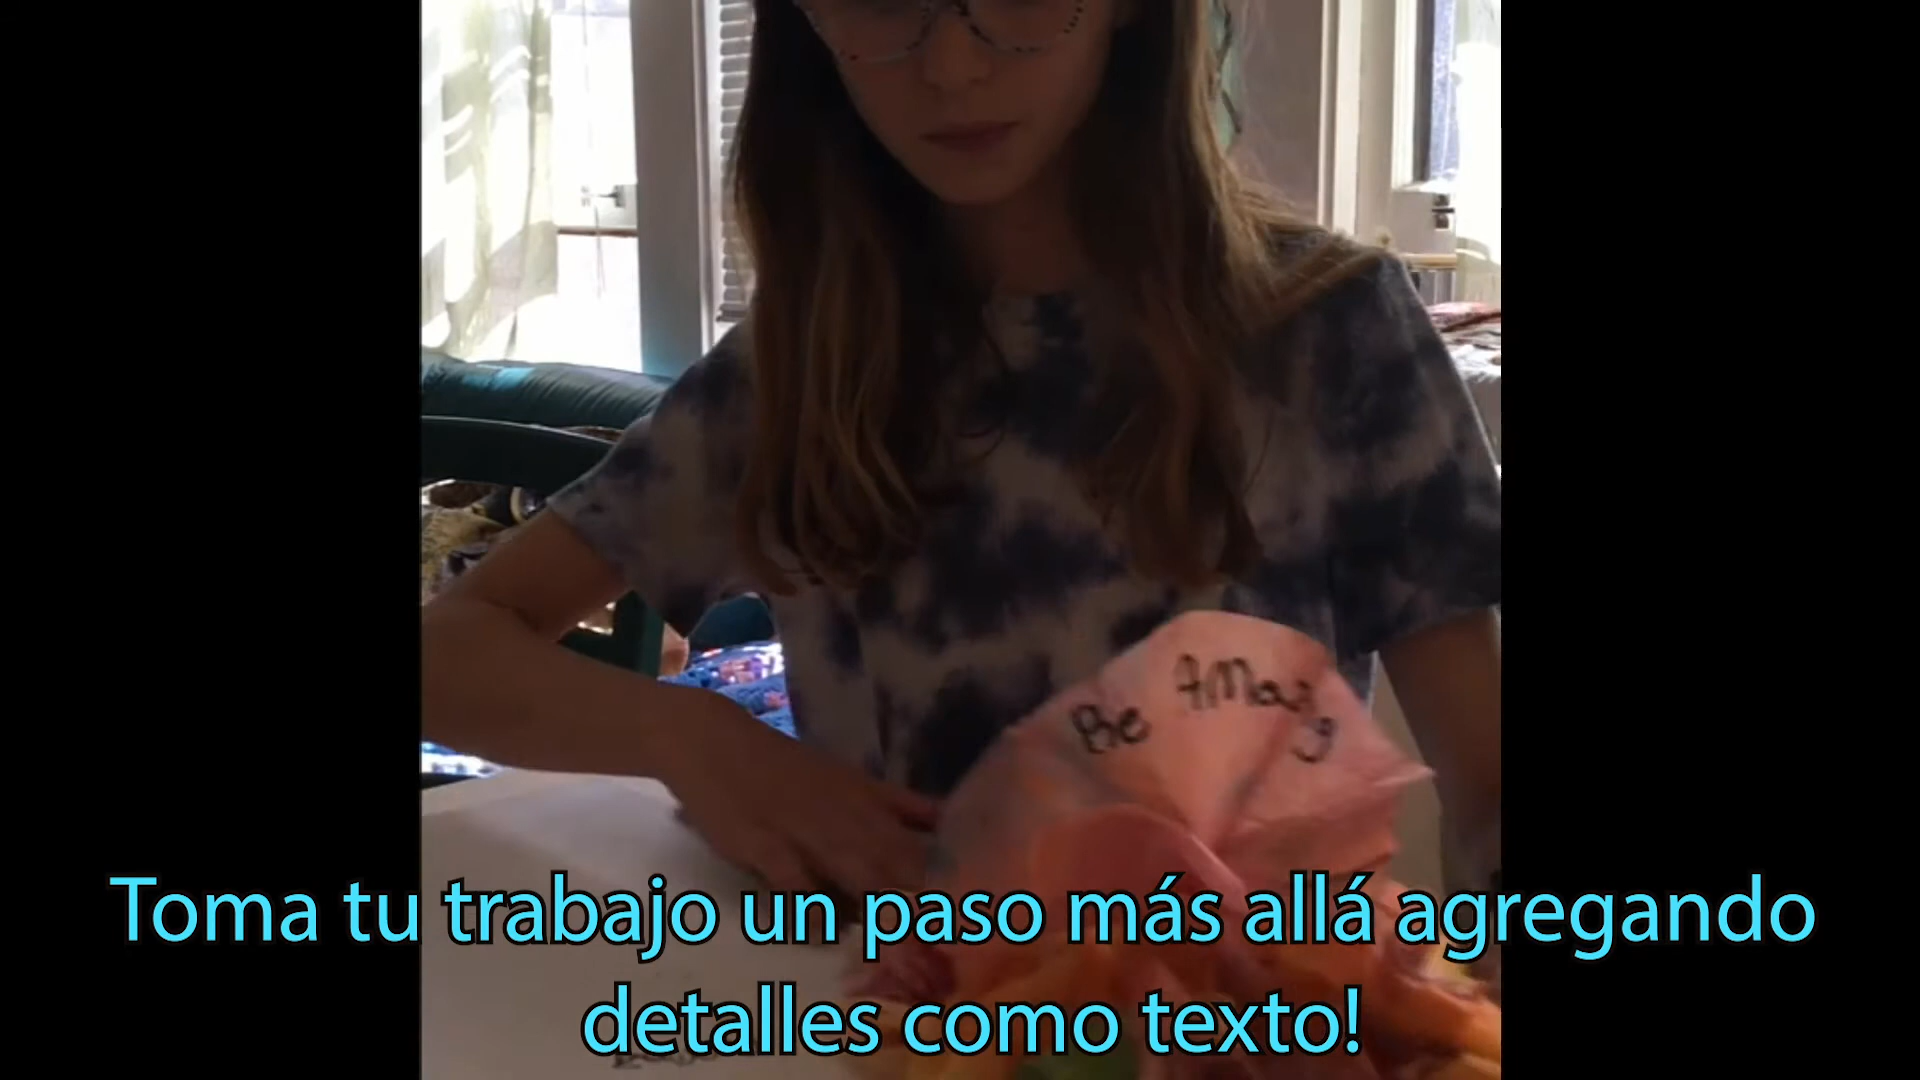 Be AMazing
Toma tu trabajo un paso más allá agregando
detalles como texto!